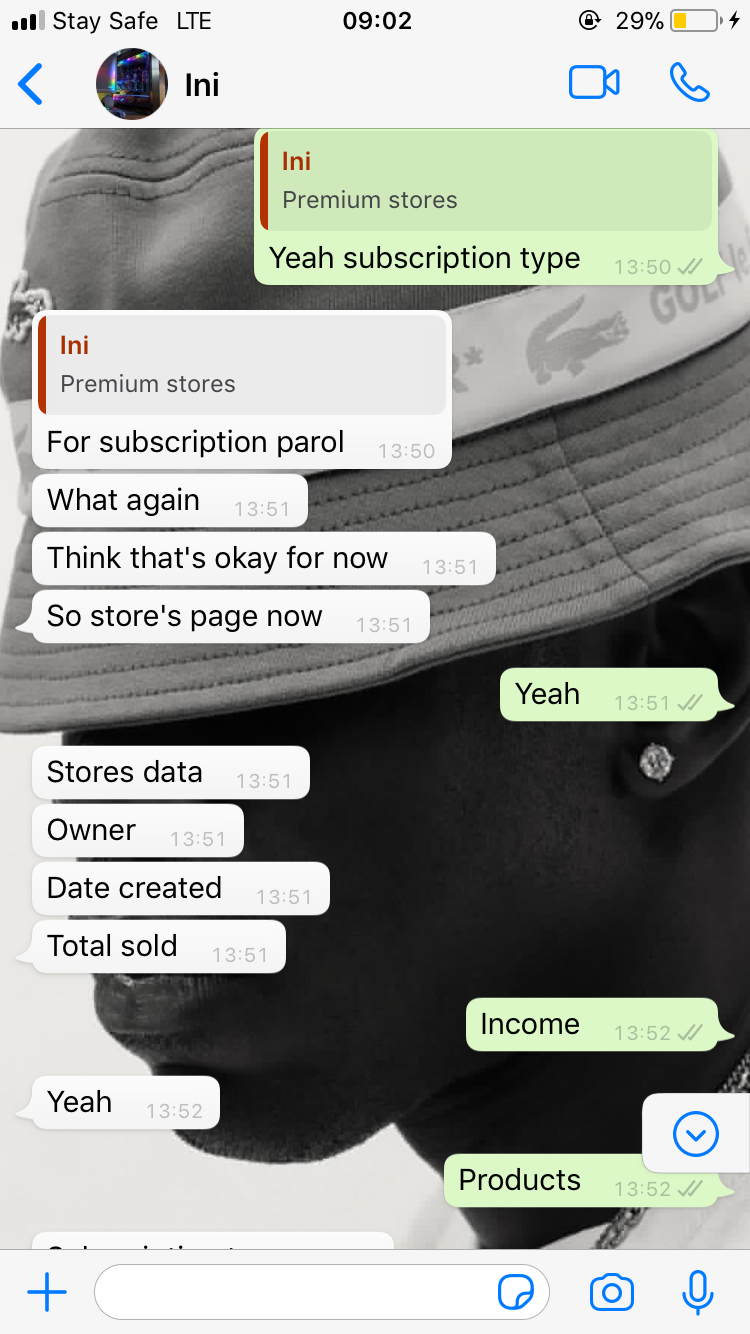 Stay Safe LTE 09:02 29%
Ini
Ini
Premium stores
Yeah subscription type 13:50
Ini
Premium stores
For subscription parol 13:50
What again 13:51
Think that's okay for now 13:51
So store's page now 13:51
Yeah 13:51
Stores data 13:51
Owner 13:51
Date created 13:51
Total sold 13:51
Income 13:52
Yeah 13:52
Products 13:52